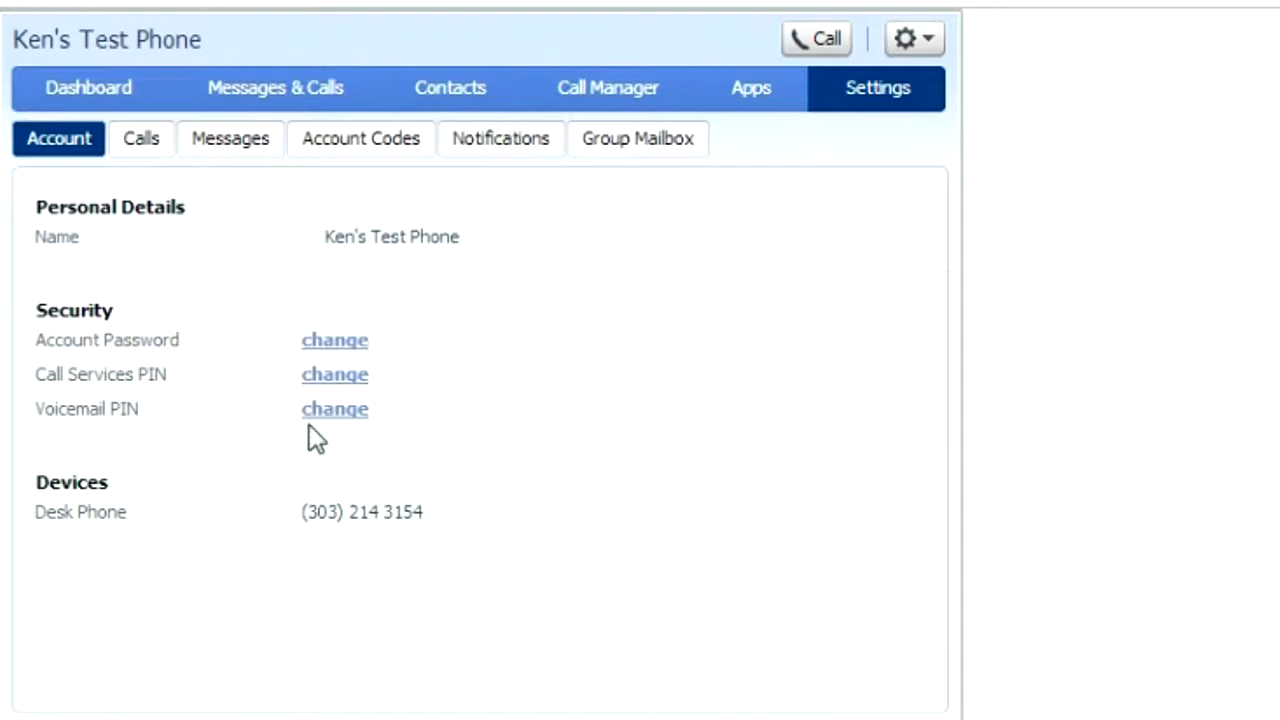 Ken's Test Phone
Call
Dashboard Messages & Calls Contacts Call Manager Apps Settings
Account Calls Messages Account Codes Notifications Group Mailbox
Personal Details
Name Ken's Test Phone
Security
Account Password change
Call Services PIN change
Voicemail PIN change
Devices
Desk Phone (303) 214 3154